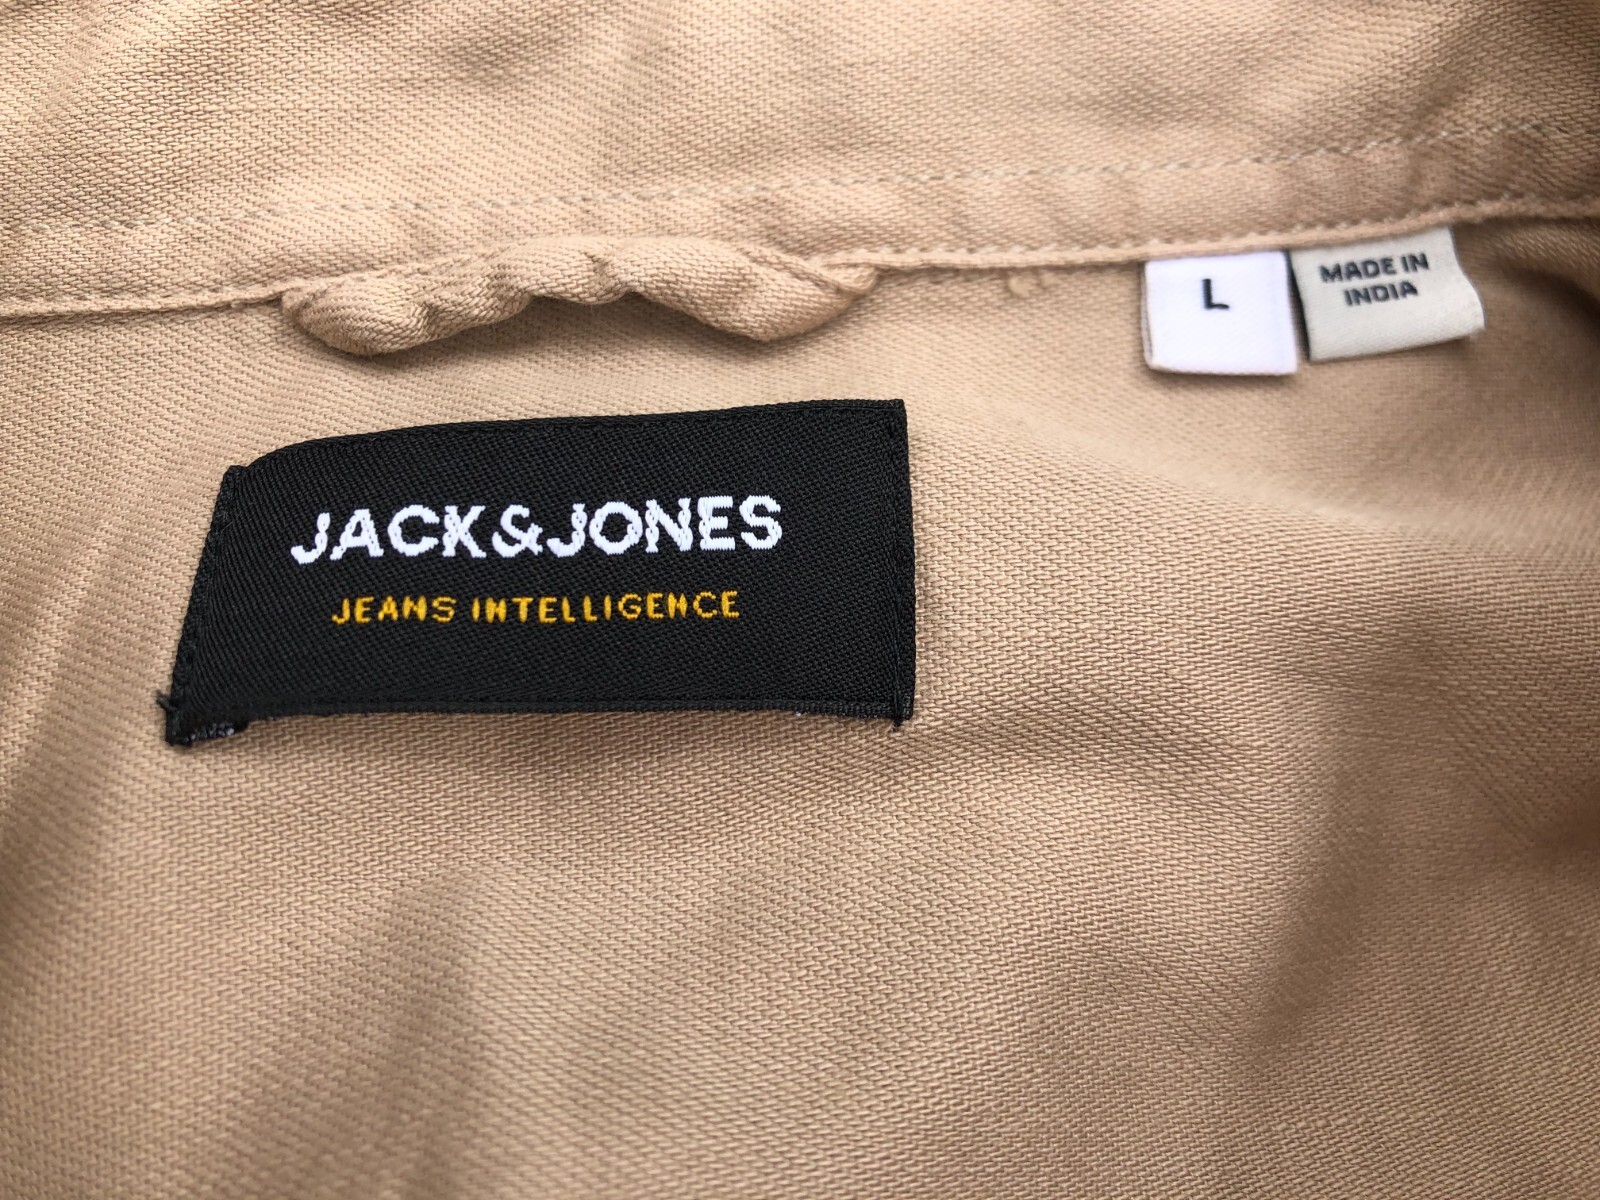 L
MADE IN
INDIA
JACK&JONES
JEANS INTELLIGENCE